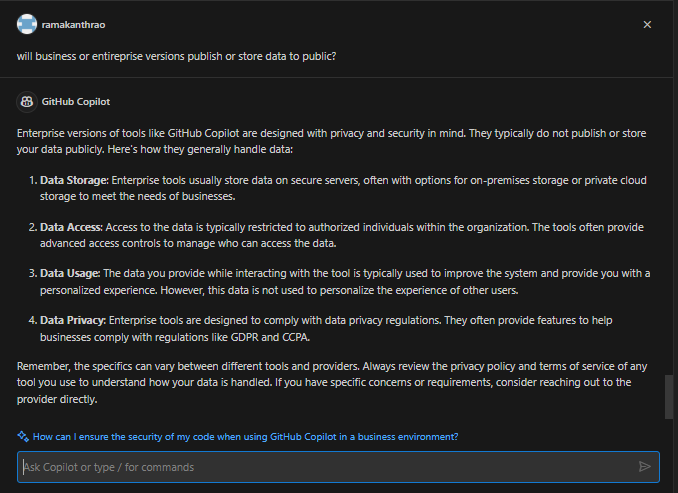 ramakanthrao
will business or entireprise versions publish or store data to public?
GitHub Copilot
Enterprise versions of tools like GitHub Copilot are designed with privacy and security in mind. They typically do not publish or store
your data publicly. Here's how they generally handle data:
1. Data Storage: Enterprise tools usually store data on secure servers, often with options for on-premises storage or private cloud
storage to meet the needs of businesses.
2. Data Access: Access to the data is typically restricted to authorized individuals within the organization. The tools often provide
advanced access controls to manage who can access the data.
3. Data Usage: The data you provide while interacting with the tool is typically used to improve the system and provide you with a
personalized experience. However, this data is not used to personalize the experience of other users.
4. Data Privacy: Enterprise tools are designed to comply with data privacy regulations. They often provide features to help
businesses comply with regulations like GDPR and CCPA.
Remember, the specifics can vary between different tools and providers. Always review the privacy policy and terms of service of any
tool you use to understand how your data is handled. If you have specific concerns or requirements, consider reaching out to the
provider directly.
How can I ensure the security of my code when using GitHub Copilot in a business environment?
Ask Copilot or type / for commands